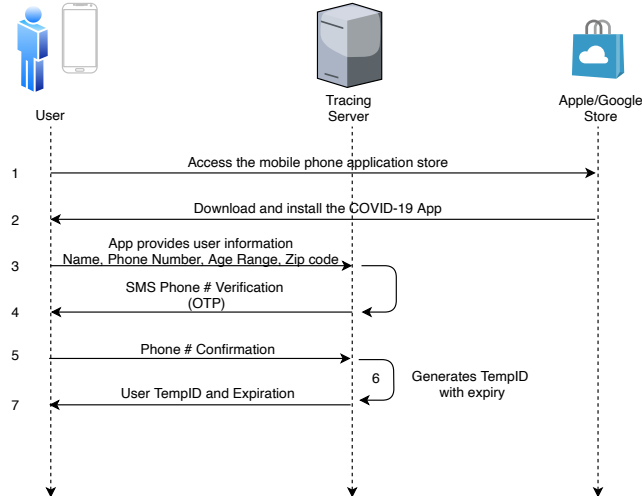 User
Tracing
Server
Apple/Google
Store
1
Access the mobile phone application store
2
Download and install the COVID-19 App
3
App provides user information
Name, Phone Number, Age Range, Zip code
4
SMS Phone # Verification
(OTP)
5
Phone # Confirmation
6
Generates TempID
with expiry
7
User TempID and Expiration